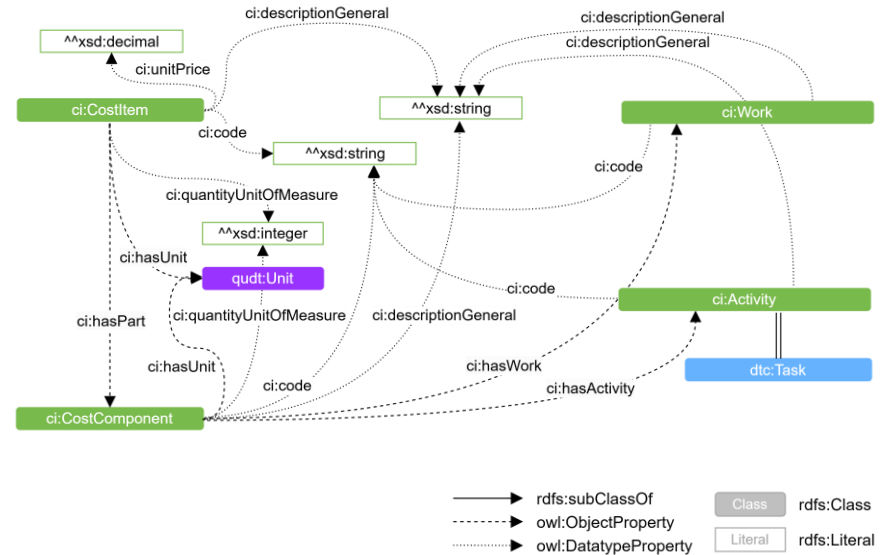 ci:descriptionGeneral
^^xsd:decimal
ci:descriptionGeneral
ci:unitPrice
ci:CostItem
^^xsd:string
ci:Work
ci:code
^^xsd:string
ci:code
ci:quantityUnitOfMeasure
^^xsd:integer
ci:hasUnit
qudt:Unit
ci:code
ci:Activity
ci:hasPart
ci:quantityUnitOfMeasure
ci:descriptionGeneral
ci:hasUnit
ci:hasWork
dtc:Task
ci:code
ci:hasActivity
ci:CostComponent
rdfs:subClassOf
Class
rdfs:Class
owl:ObjectProperty
Literal
rdfs:Literal
owl:DatatypeProperty
ci:descriptionGeneral